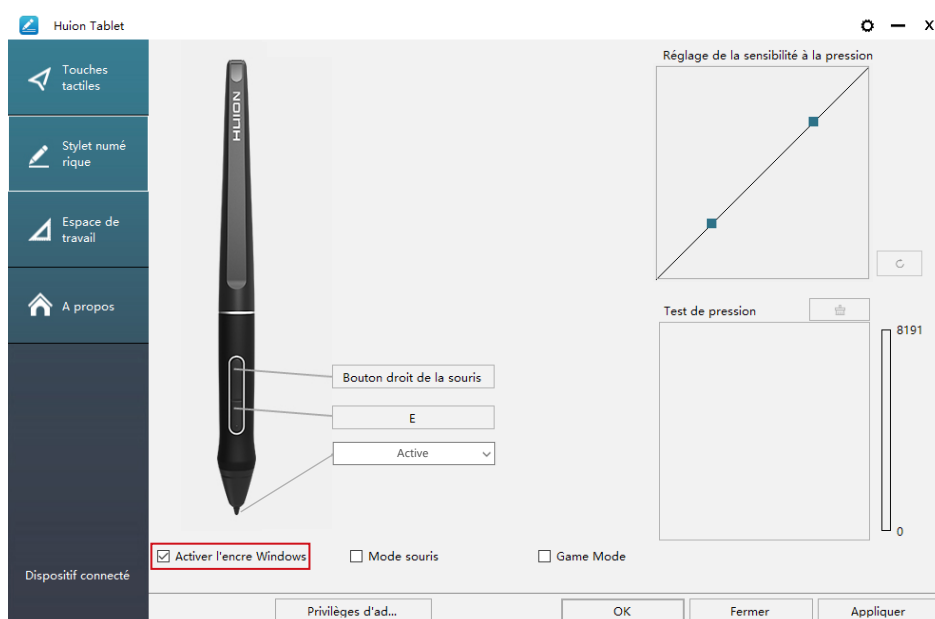 Huion Tablet
X
Touches
tactiles
Stylet numé
rique
Espace de
travail
A propos
Dispositif connecté
HUION
Réglage de la sensibilité à la pression
Test de pression
8191
0
Bouton droit de la souris
E
Active
Activer l'encre Windows
Mode souris
Game Mode
Privilèges d'ad...
OK
Fermer
Appliquer